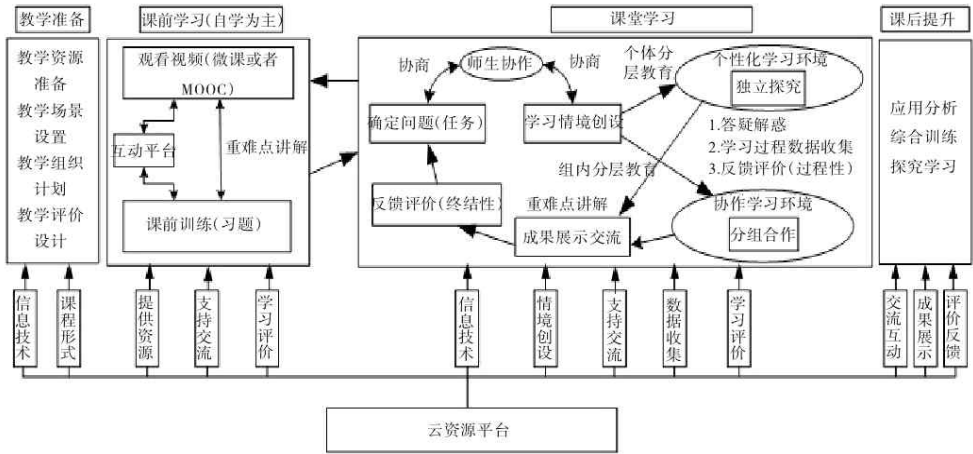 教学准备
教学资源
准备
教学场景
设置
教学组织
计划
教学评价
设计
课前学习(自学为主)
观看视频(微课或者
MOOC)
互动平台
重难点讲解
课前训练(习题)
课堂学习
协商
师生协作
协商
确定问题(任务)
学习情境创设
个体分
层教育
个性化学习环境
独立探究
1.答疑解惑
2.学习过程数据收集
3.反馈评价(过程性)
组内分层教育
反馈评价(终结性)
重难点讲解
成果展示交流
协作学习环境
分组合作
课后提升
应用分析
综合训练
探究学习
信息技术
课程形式
提供资源
支持交流
学习评价
信息技术
情境创设
支持交流
数据收集
学习评价
交流互动
成果展示
评价反馈
云资源平台